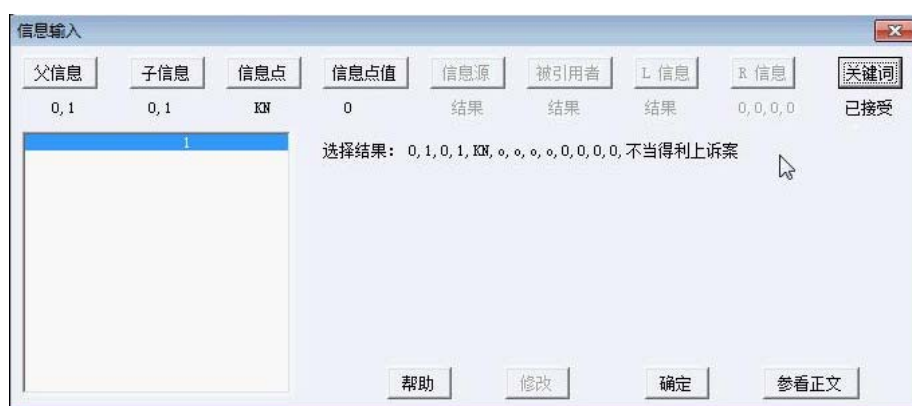 信息输入
父信息 子信息 信息点 信息点值 信息源 被引用者 L 信息 R 信息 关键词
0, 1 0, 1 KN 0 结果 结果 结果 0, 0, 0, 0 已接受
1
选择结果： 0, 1, 0, 1, KN, o, o, o, o, 0, 0, 0, 0, 不当得利上诉案
帮助 修改 确定 参看正文